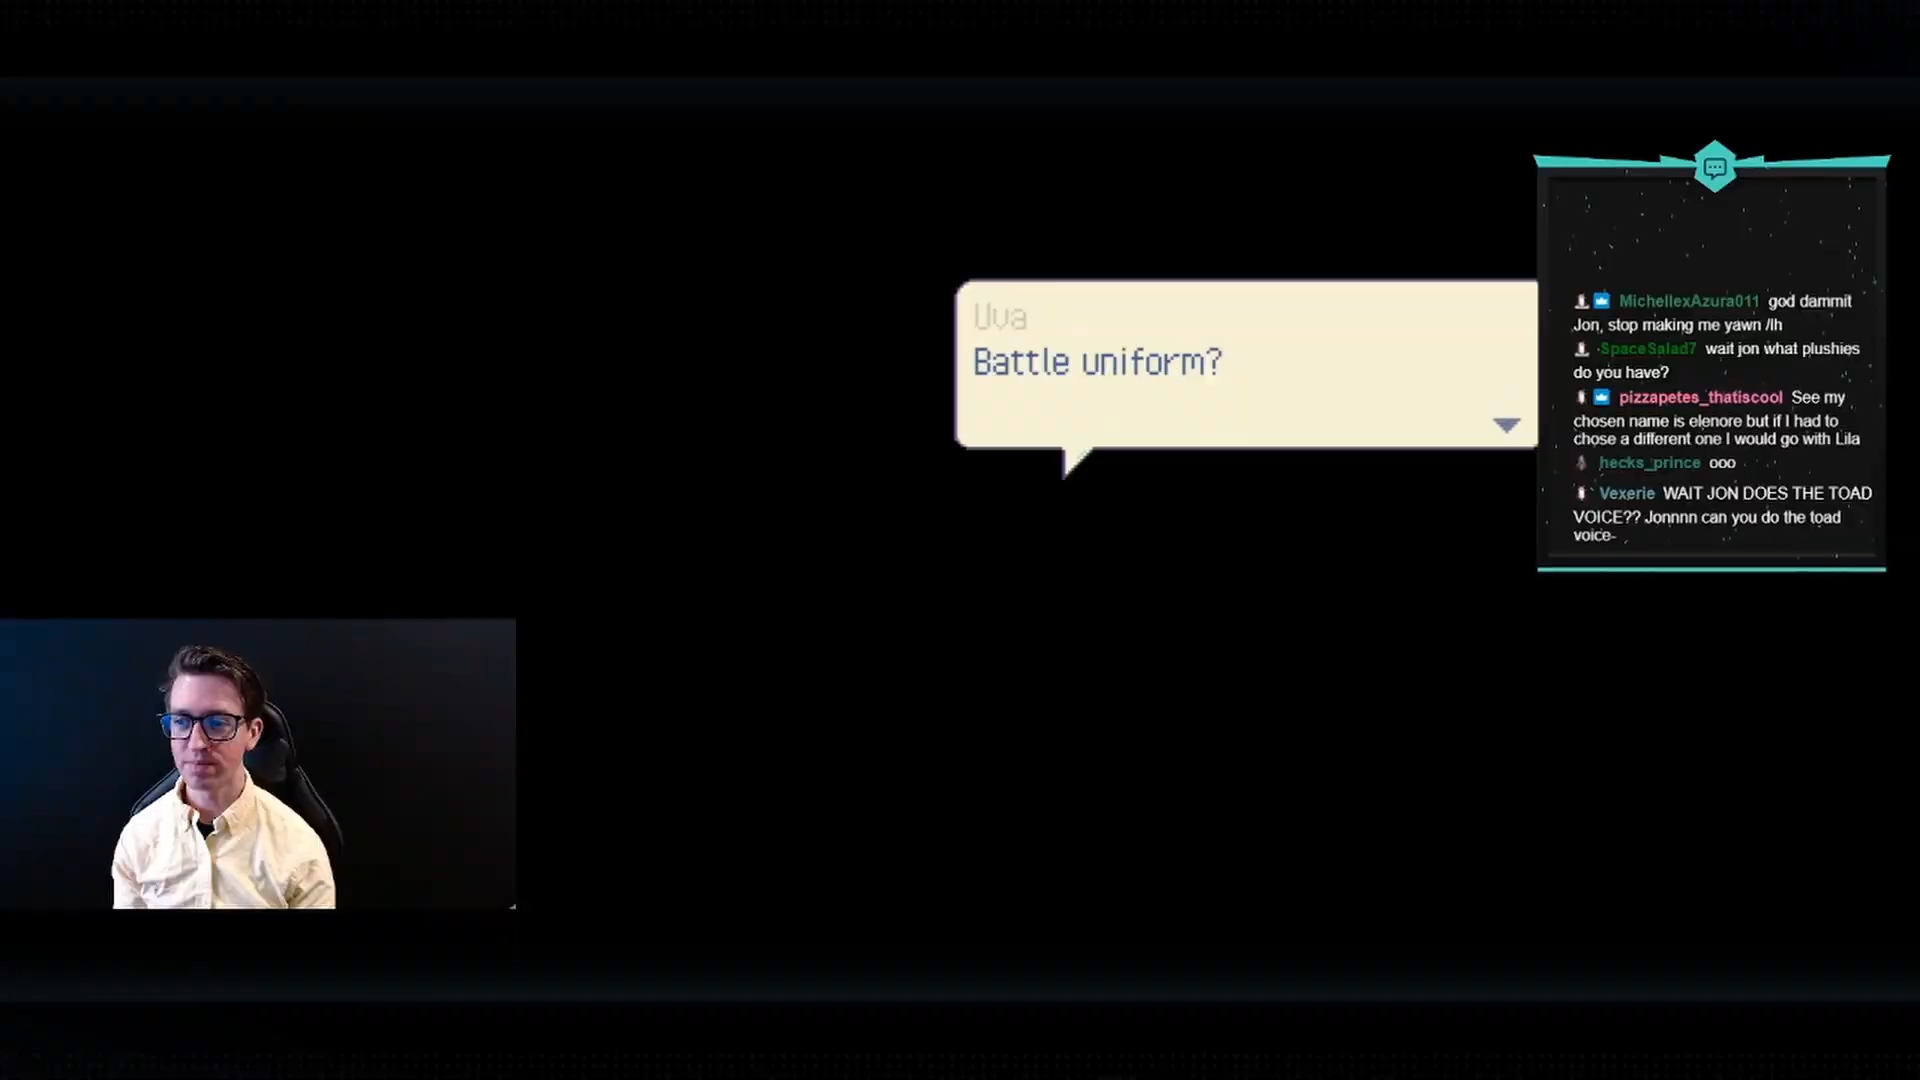 Uva
Battle uniform?
MichellexAzura011 god dammit
Jon, stop making me yawn /lh
SpaceSalad7 wait jon what plushies
do you have?
pizzapetes_thatiscool See my
chosen name is elenore but if I had to
chose a different one I would go with Lila
hecks_prince ooo
Vexerie WAIT JON DOES THE TOAD
VOICE?? Jonnnn can you do the toad
voice-